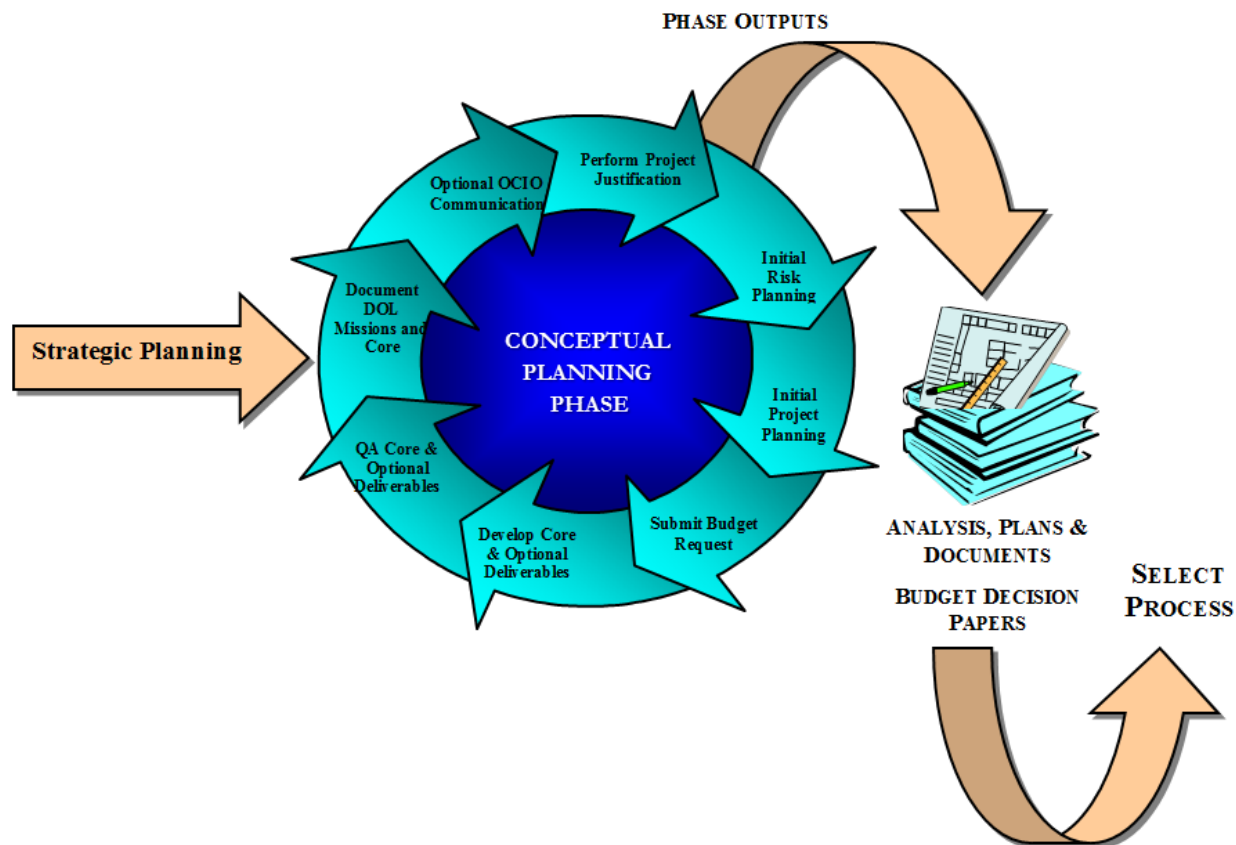 PHASE OUTPUTS
Strategic Planning
Document
DOL
Missions and
Core
Optional OCIO
Communication
Perform Project
Justification
Initial
Risk
Planning
Initial
Project
Planning
Submit Budget
Request
Develop Core
& Optional
Deliverables
QA Core &
Optional
Deliverables
CONCEPTUAL
PLANNING
PHASE
ANALYSIS, PLANS &
DOCUMENTS
BUDGET DECISION
PAPERS
SELECT
PROCESS